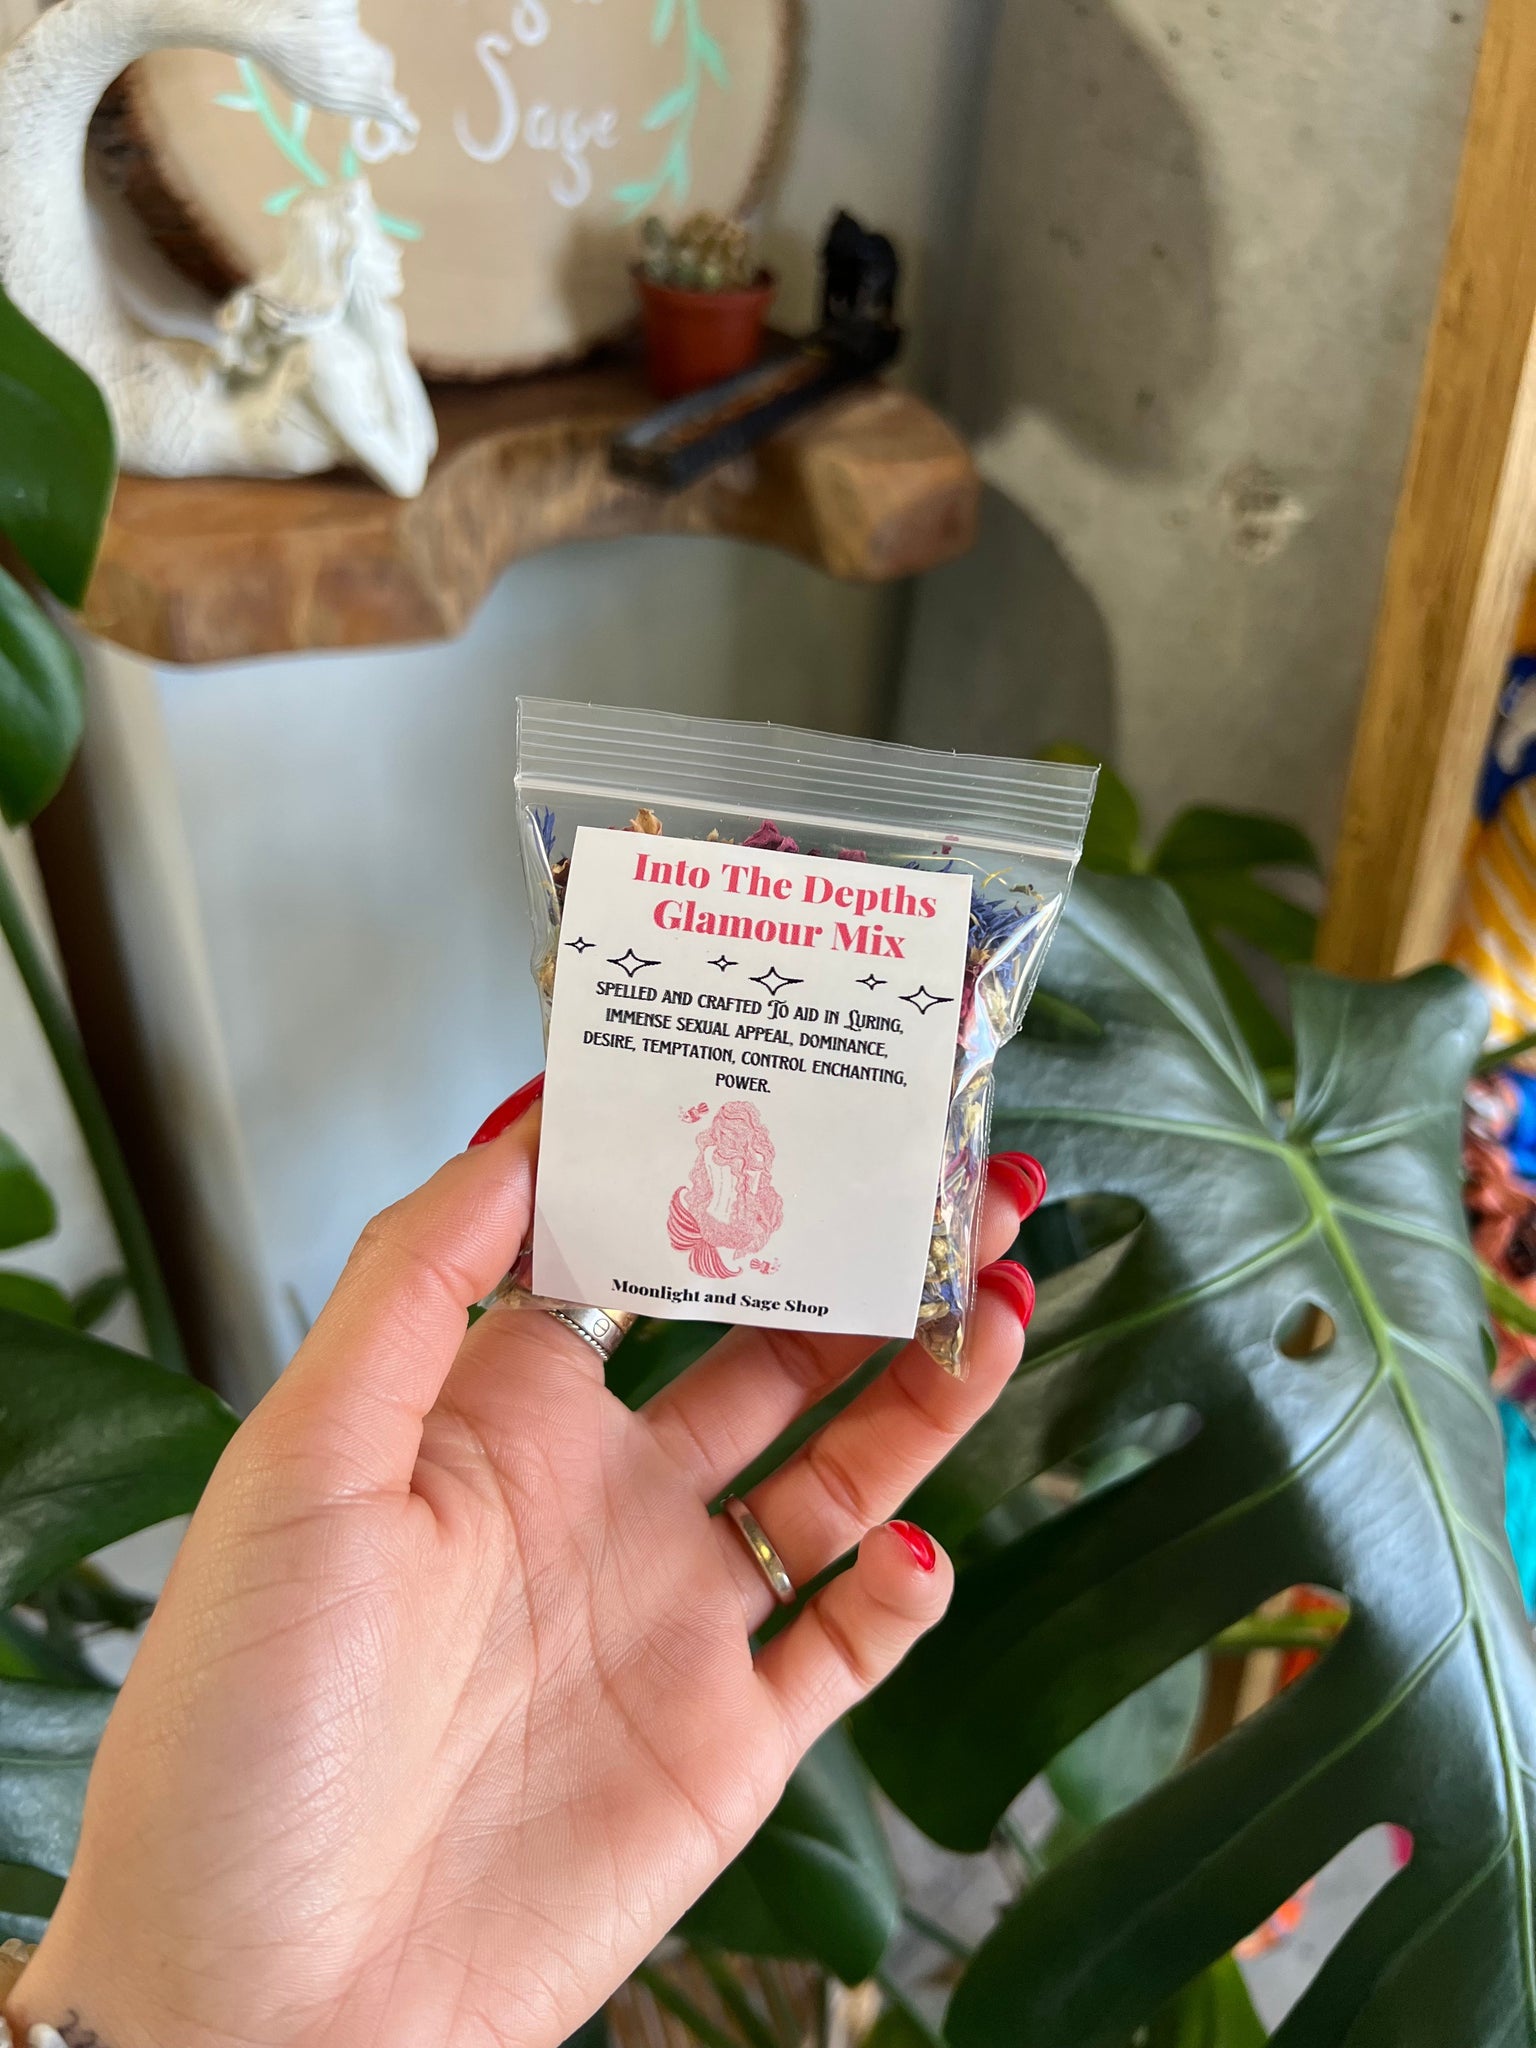 & Sage
Into The Depths
Glamour Mix
SPELLED AND CRAFTED To AID IN LURING,
IMMENSE SEXUAL APPEAL, DOMINANCE,
DESIRE, TEMPTATION, CONTROL ENCHANTING,
POWER.
Moonlight and Sage Shop